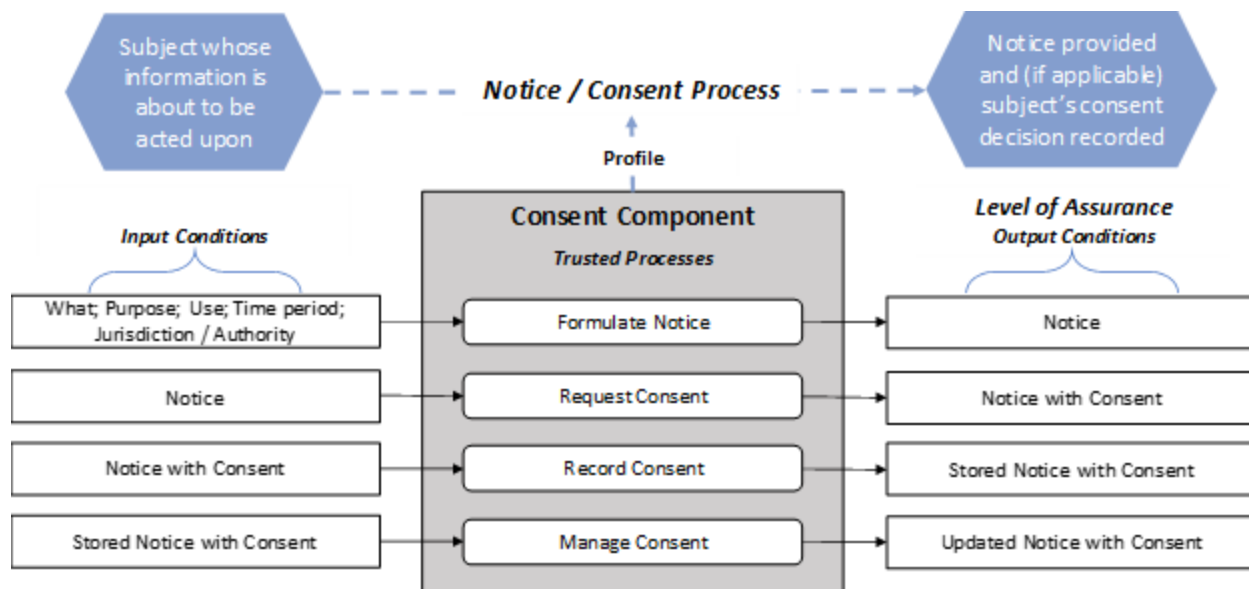 Subject whose
information is
about to be
acted upon
Notice / Consent Process
Notice provided
and (if applicable)
subject's consent
decision recorded
Profile
Input Conditions
Consent Component
Trusted Processes
Level of Assurance
Output Conditions
What; Purpose; Use; Time period;
Jurisdiction / Authority
Formulate Notice
Notice
Notice
Request Consent
Notice with Consent
Notice with Consent
Record Consent
Stored Notice with Consent
Stored Notice with Consent
Manage Consent
Updated Notice with Consent